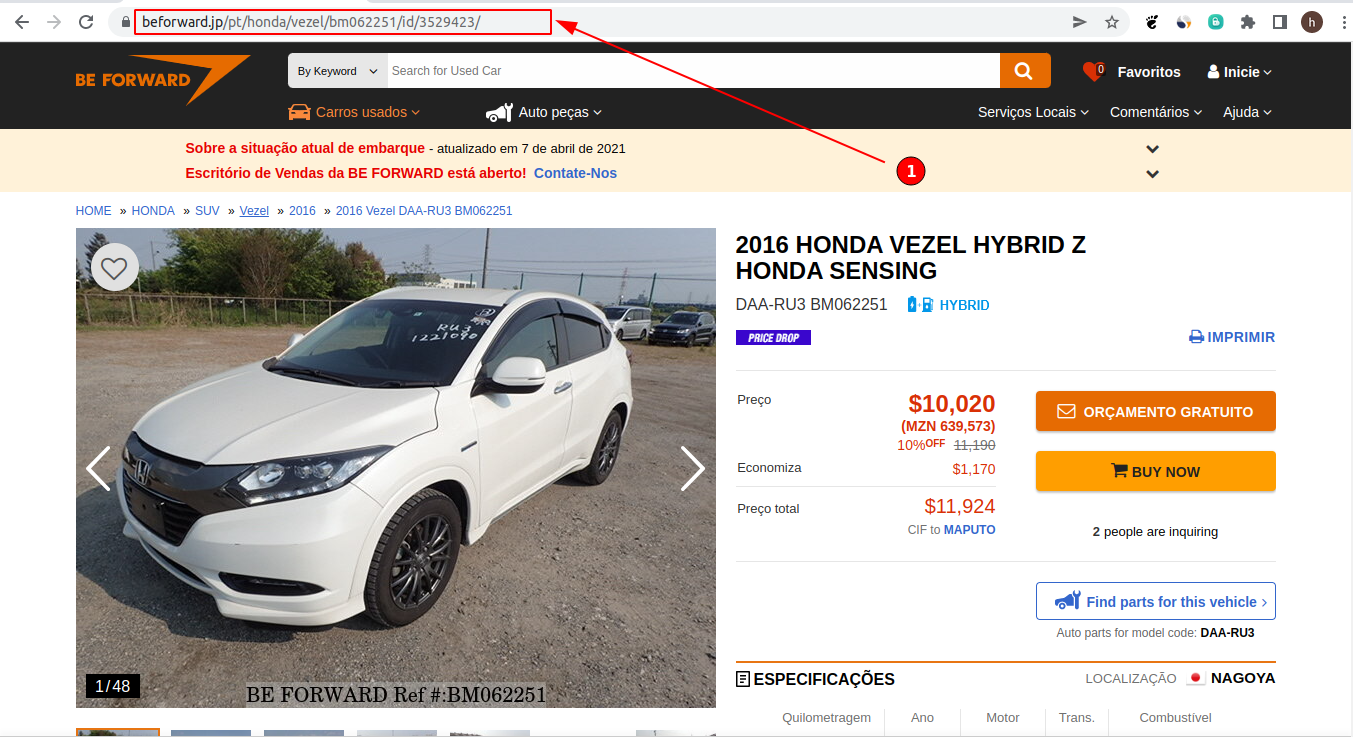 beforward.jp/pt/honda/vezel/bm062251/id/3529423/
h
BE FORWARD
By Keyword
Search for Used Car
0
Favoritos
Inicie
Carros usados
Auto peças
Serviços Locais
Comentários
Ajuda
Sobre a situação atual de embarque - atualizado em 7 de abril de 2021
Escritório de Vendas da BE FORWARD está aberto! Contate-Nos
1
HOME » HONDA » SUV » Vezel » 2016 » 2016 Vezel DAA-RU3 BM062251
RU3
1221090
1/48
BE FORWARD Ref #:BM062251
2016 HONDA VEZEL HYBRID Z
HONDA SENSING
DAA-RU3 BM062251 HYBRID
PRICE DROP
IMPRIMIR
Preço
$10,020
(MZN 639,573)
10%OFF 11,190
Economiza
$1,170
Preço total
$11,924
CIF to MAPUTO
ORÇAMENTO GRATUITO
BUY NOW
2 people are inquiring
Find parts for this vehicle ›
Auto parts for model code: DAA-RU3
ESPECIFICAÇÕES
LOCALIZAÇÃO NAGOYA
Quilometragem Ano Motor Trans. Combustível